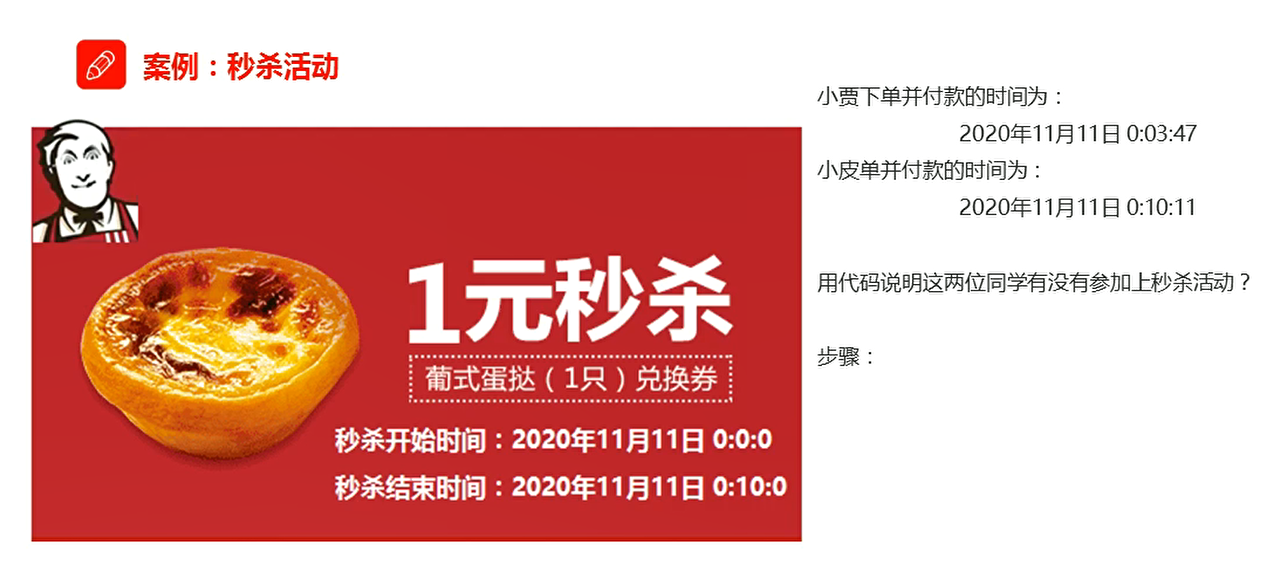 案例：秒杀活动
1元秒杀
葡式蛋挞（1只）兑换券
秒杀开始时间：2020年11月11日 0:0:0
秒杀结束时间：2020年11月11日 0:10:0
小贾下单并付款的时间为：
2020年11月11日 0:03:47
小皮单并付款的时间为：
2020年11月11日 0:10:11
用代码说明这两位同学有没有参加上秒杀活动？
步骤：